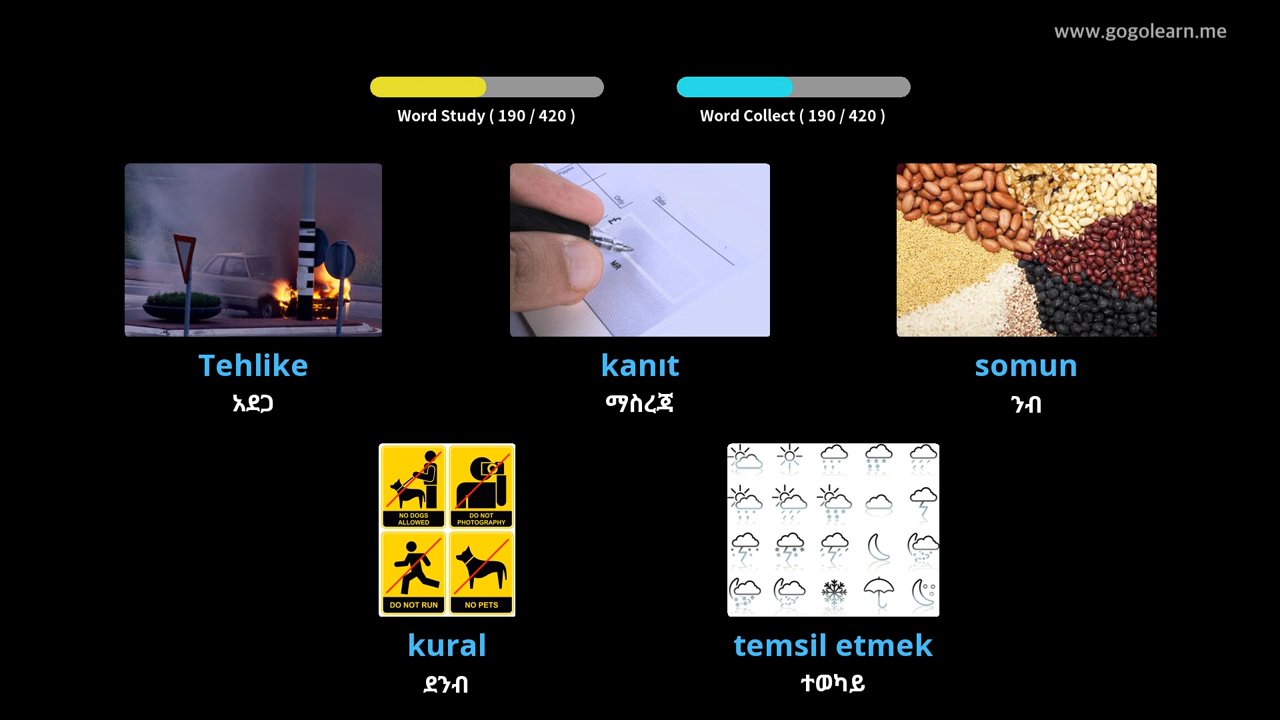 www.gogolearn.me
Word Study ( 190 / 420 )
Word Collect ( 190 / 420 )
Tehlike
አደጋ
kanıt
ማስረጃ
somun
ንብ
NO DOGS
ALLOWED
DO NOT
PHOTOGRAPHY
DO NOT RUN
NO PETS
kural
ደንብ
temsil etmek
ተወካይ